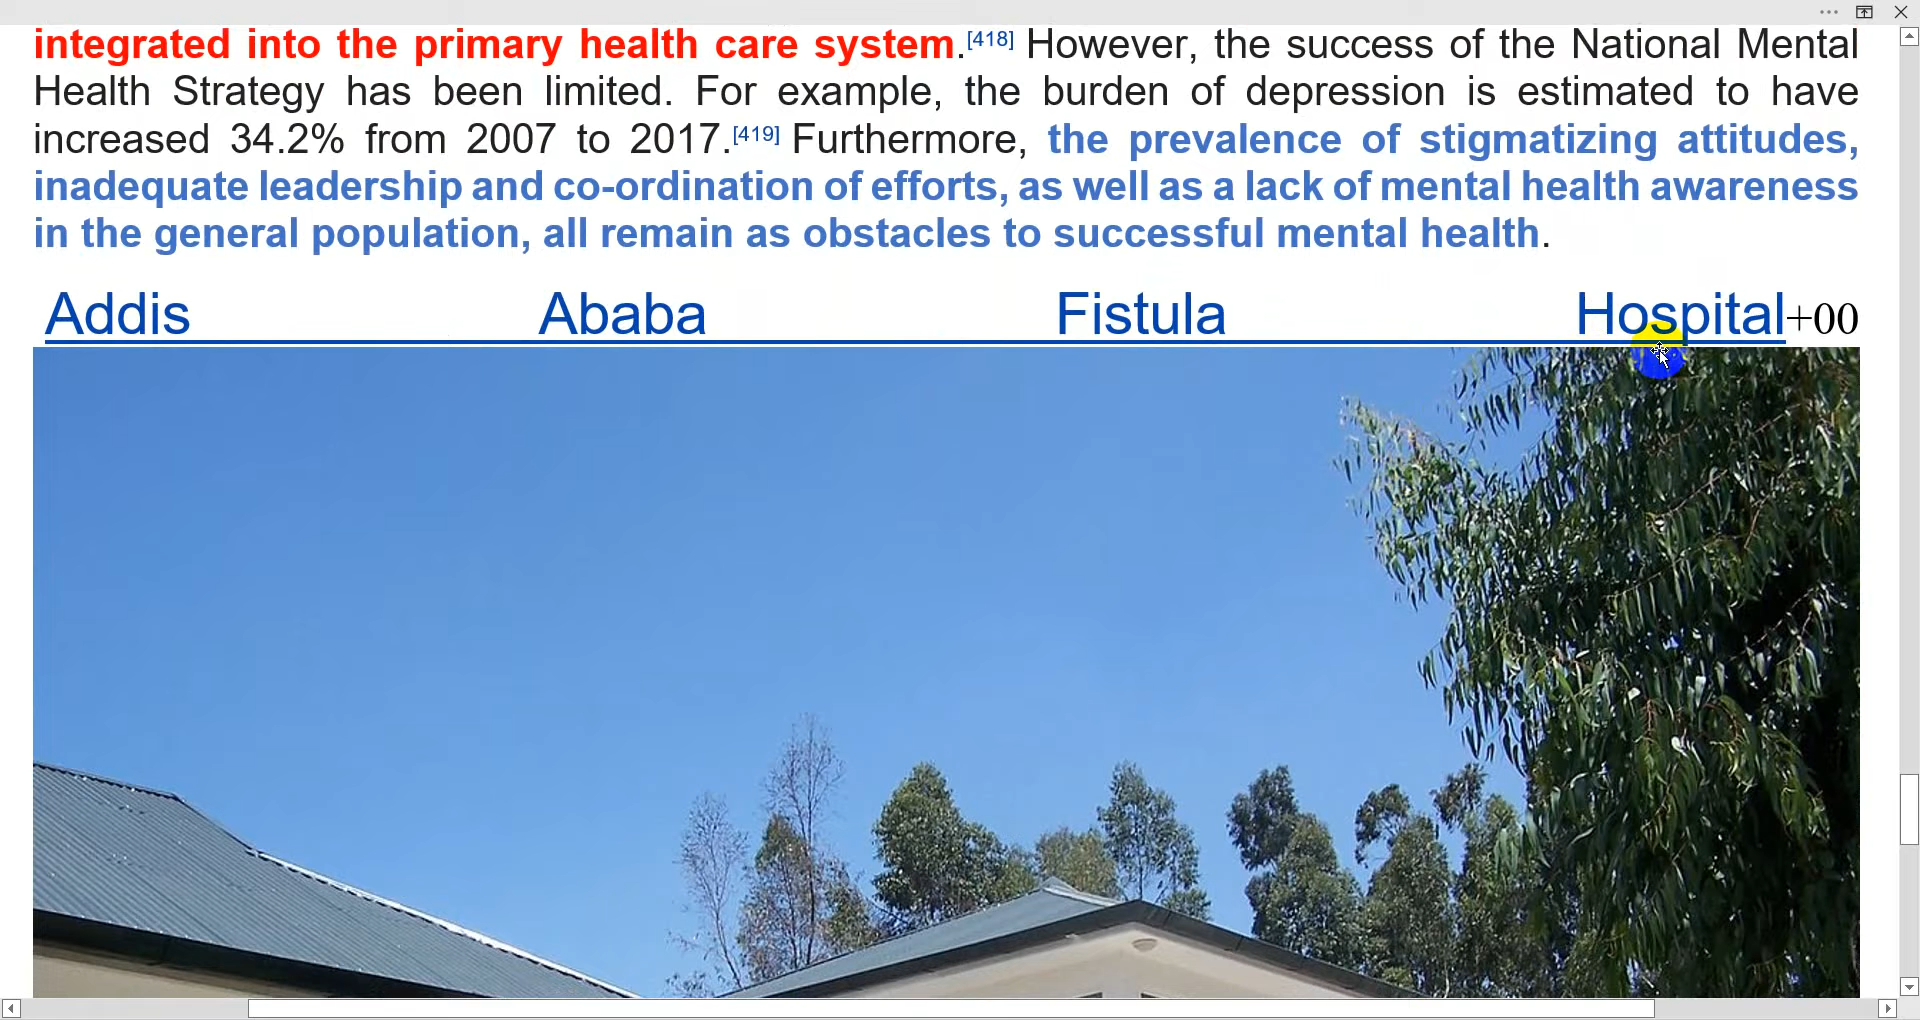 integrated into the primary health care system.[418] However, the success of the National Mental
Health Strategy has been limited. For example, the burden of depression is estimated to have
increased 34.2% from 2007 to 2017.[419] Furthermore, the prevalence of stigmatizing attitudes,
inadequate leadership and co-ordination of efforts, as well as a lack of mental health awareness
in the general population, all remain as obstacles to successful mental health.
Addis Ababa Fistula Hospital+00